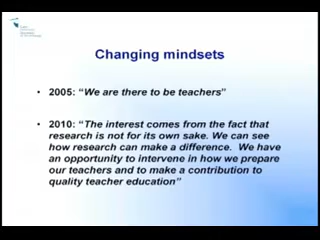 Changing mindsets
• 2005: "We are there to be teachers"
• 2010: "The interest comes from the fact that
research is not for its own sake. We can see
how research can make a difference.  We have
an opportunity to intervene in how we prepare
our teachers and to make a contribution to
quality teacher education"